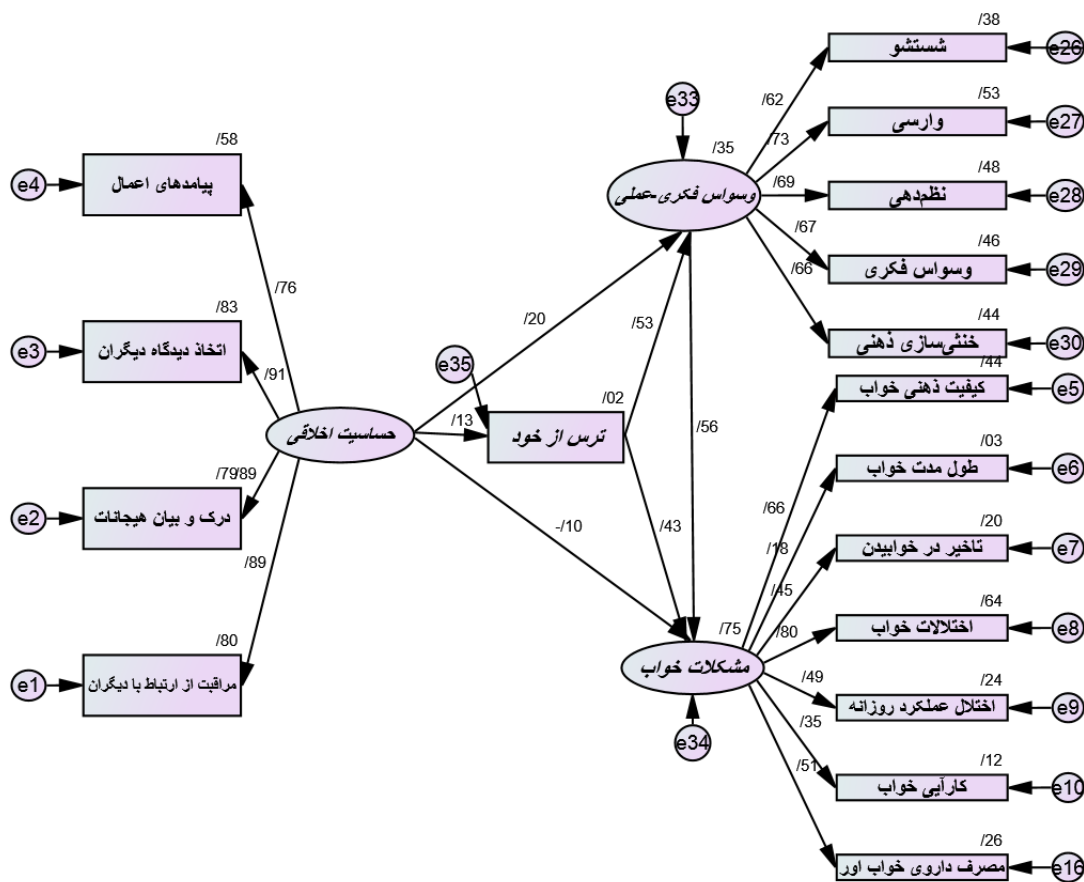 /38
شستشو
e26
e33
/62
/53
وارسی
e27
/58
/35
/73
پیامدهای اعمال
e4
وسواس فکری-عملی
/48
نظم‌دهی
e28
/69
/67
/46
وسواس فکری
e29
/66
/76
/83
اتخاذ دیدگاه دیگران
e3
/91
/20
/53
/44
خنثی‌سازی ذهنی
e30
e35
/44
کیفیت ذهنی خواب
e5
/02
ترس از خود
/13
حساسیت اخلاقی
/56
/03
طول مدت خواب
e6
/79
/89
درک و بیان هیجانات
e2
/66
/18
/43
-/10
/20
تاخیر در خوابیدن
e7
/89
/45
/80
/64
اختلالات خواب
e8
/75
مشکلات خواب
/80
مراقبت از ارتباط با دیگران
e1
/49
/24
اختلال عملکرد روزانه
e9
e34
/35
/51
/12
کارآیی خواب
e10
/26
مصرف داروی خواب اور
e16